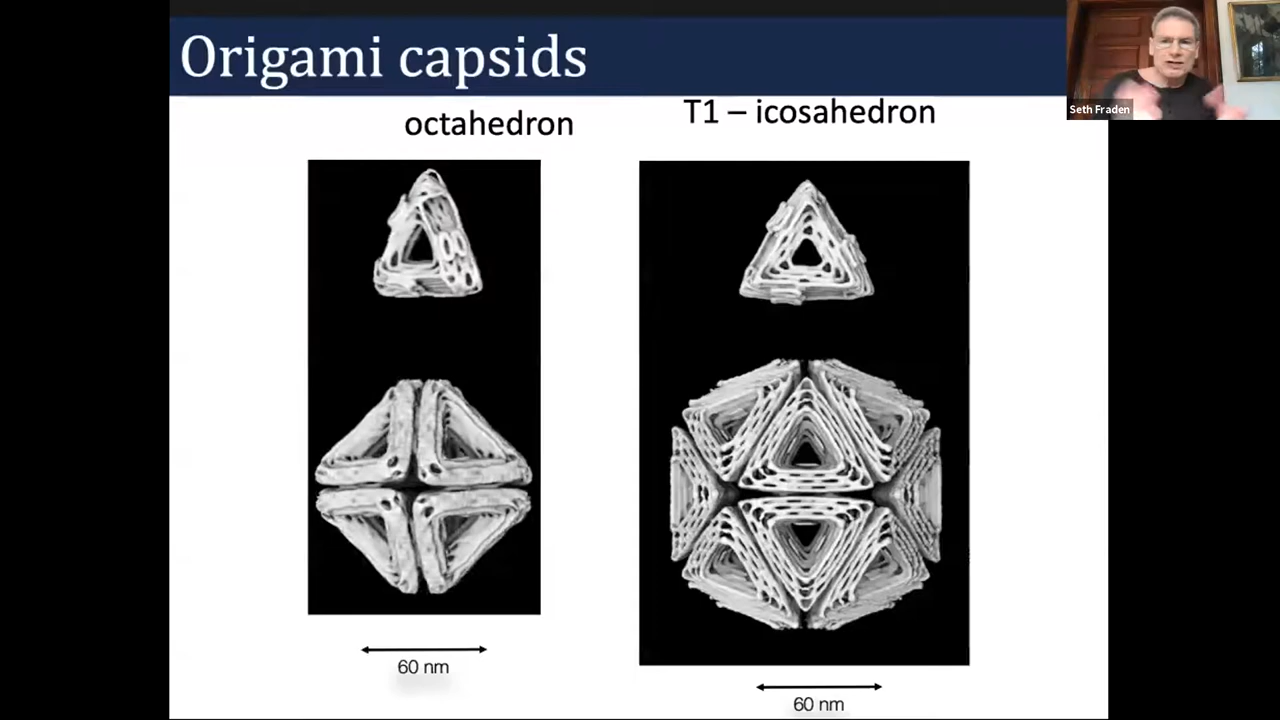 Origami capsids
Seth Fraden
octahedron
T1 – icosahedron
60 nm
60 nm